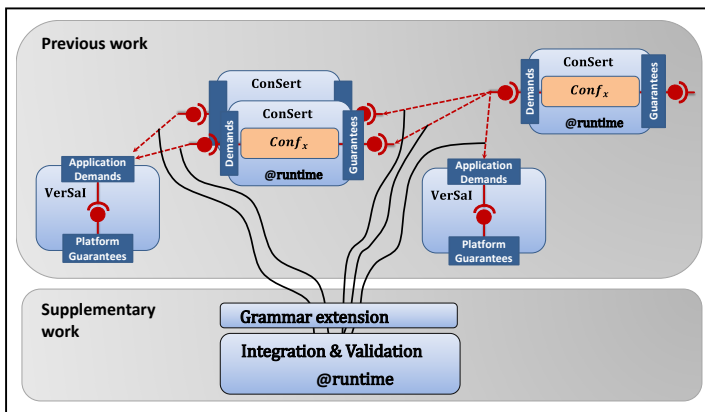 Previous work
ConSert
ConSert
Demands
Conf_x
Guarantees
@runtime
ConSert
Demands
Conf_x
Guarantees
@runtime
Application
Demands
VerSaI
Platform
Guarantees
Application
Demands
VerSaI
Platform
Guarantees
Supplementary
work
Grammar extension
Integration & Validation
@runtime